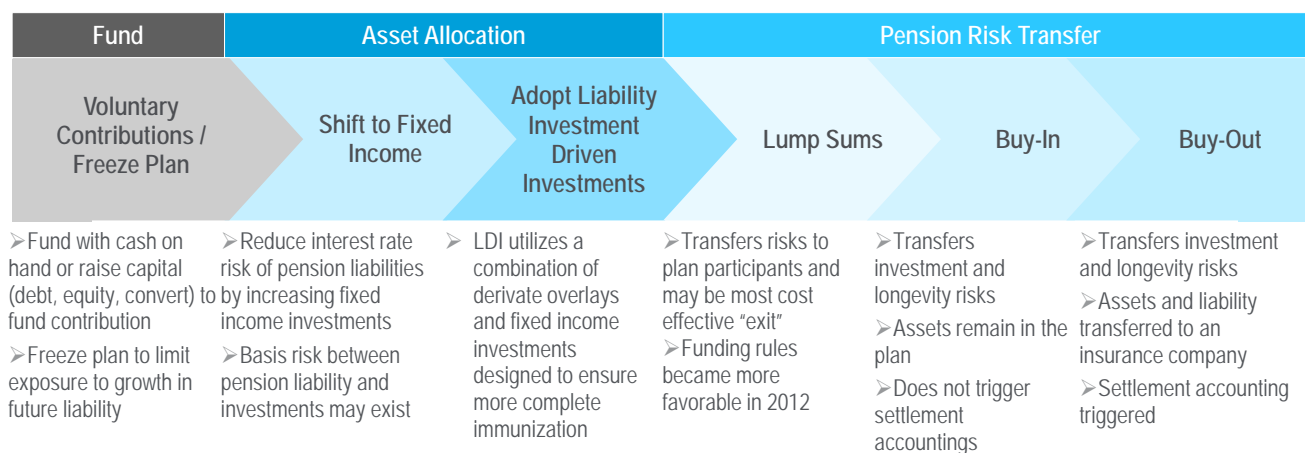 Fund
Asset Allocation
Pension Risk Transfer
Voluntary
Contributions /
Freeze Plan
Shift to Fixed
Income
Adopt Liability
Investment
Driven
Investments
Lump Sums
Buy-In
Buy-Out
➢Fund with cash on
hand or raise capital
(debt, equity, convert) to
fund contribution
➢Freeze plan to limit
exposure to growth in
future liability
➢Reduce interest rate
risk of pension liabilities
by increasing fixed
income investments
➢Basis risk between
pension liability and
investments may exist
➢ LDI utilizes a
combination of
derivate overlays
and fixed income
investments
designed to ensure
more complete
immunization
➢Transfers risks to
plan participants and
may be most cost
effective “exit”
➢Funding rules
became more
favorable in 2012
➢Transfers
investment and
longevity risks
➢Assets remain in the
plan
➢Does not trigger
settlement
accountings
➢Transfers investment
and longevity risks
➢Assets and liability
transferred to an
insurance company
➢Settlement accounting
triggered